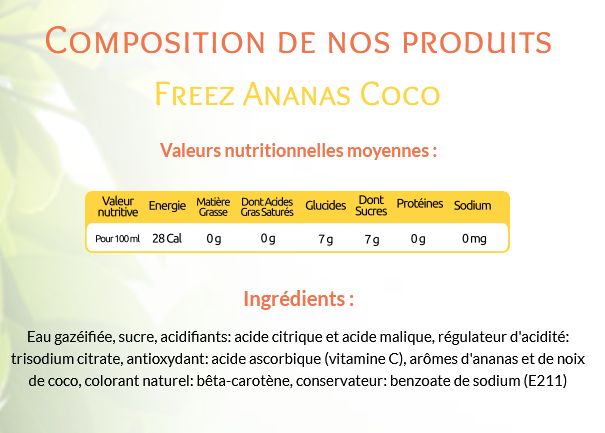 Composition de nos produits
Freez Ananas Coco
Valeurs nutritionnelles moyennes :
Valeur nutritive Energie Matière Grasse Dont Acides Gras Saturés Glucides Dont Sucres Protéines Sodium
Pour 100 ml 28 Cal 0 g 0 g 7 g 7 g 0 g 0 mg
Ingrédients :
Eau gazéifiée, sucre, acidifiants: acide citrique et acide malique, régulateur d'acidité:
trisodium citrate, antioxydant: acide ascorbique (vitamine C), arômes d'ananas et de noix
de coco, colorant naturel: bêta-carotène, conservateur: benzoate de sodium (E211)